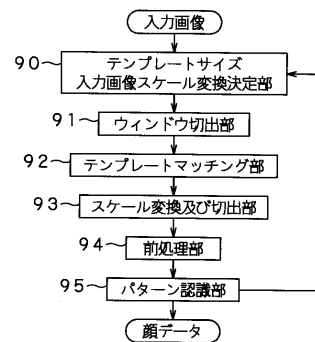 入力画像
90 テンプレートサイズ
入力画像スケール変換決定部
91 ウィンドウ切出部
92 テンプレートマッチング部
93 スケール変換及び切出部
94 前処理部
95 パターン認識部
顔データ